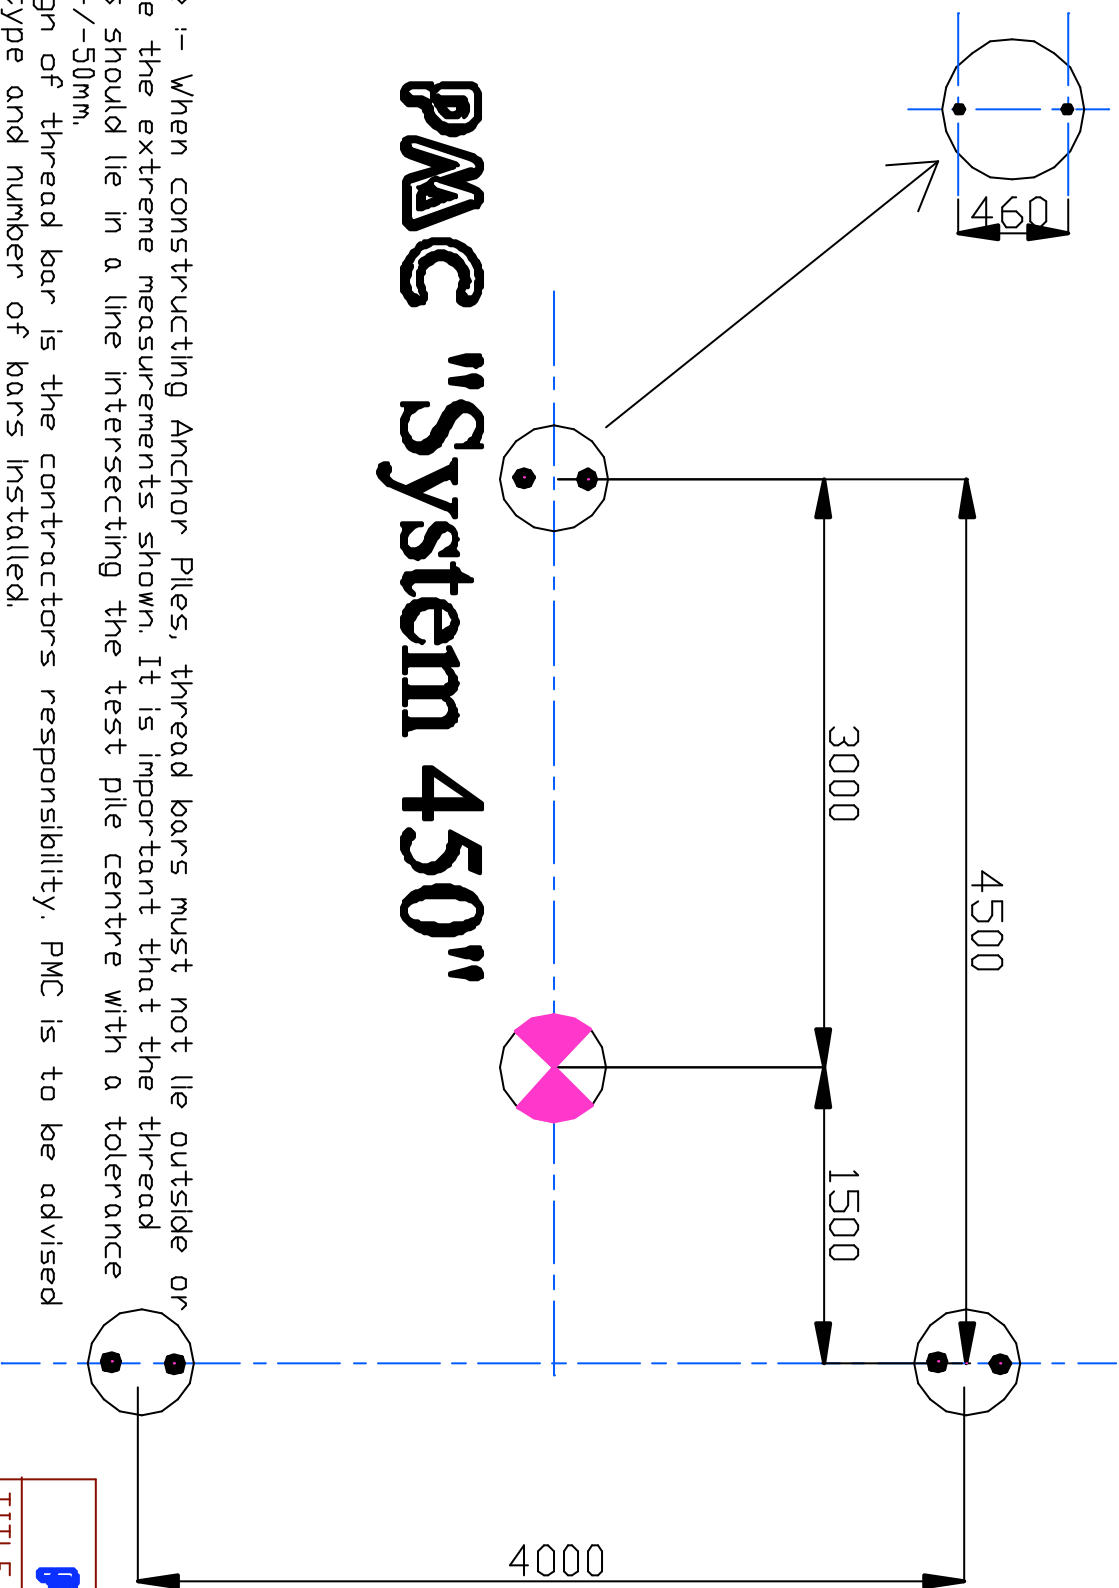 460
PMC "System 450"
3000
4500
1500
4000
:- When constructing Anchor Piles, thread bars must not lie outside or
the extreme measurements shown. It is important that the thread
should lie in a line intersecting the test pile centre with a tolerance
+/-50mm.
gn of thread bar is the contractors responsibility. PMC is to be advised
type and number of bars installed.
TITLE